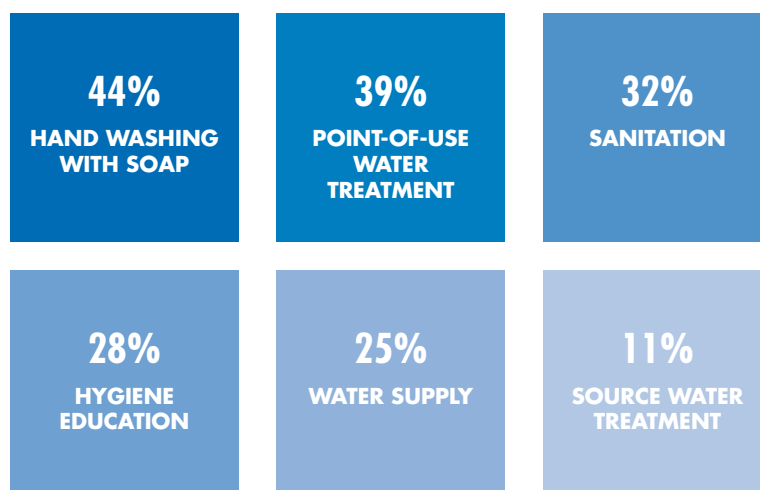 44%
HAND WASHING
WITH SOAP
39%
POINT-OF-USE
WATER
TREATMENT
32%
SANITATION
28%
HYGIENE
EDUCATION
25%
WATER SUPPLY
11%
SOURCE WATER
TREATMENT